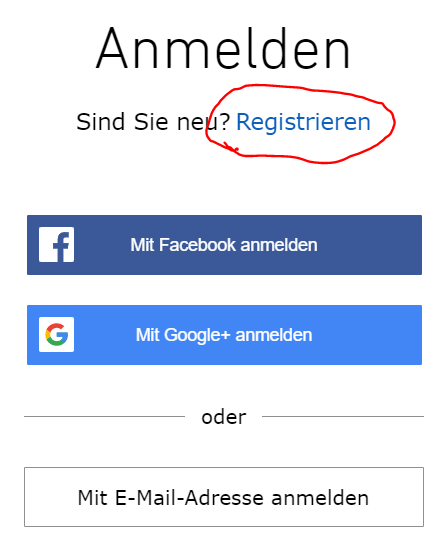 Anmelden
Sind Sie neu? Registrieren
Mit Facebook anmelden
Mit Google+ anmelden
oder
Mit E-Mail-Adresse anmelden